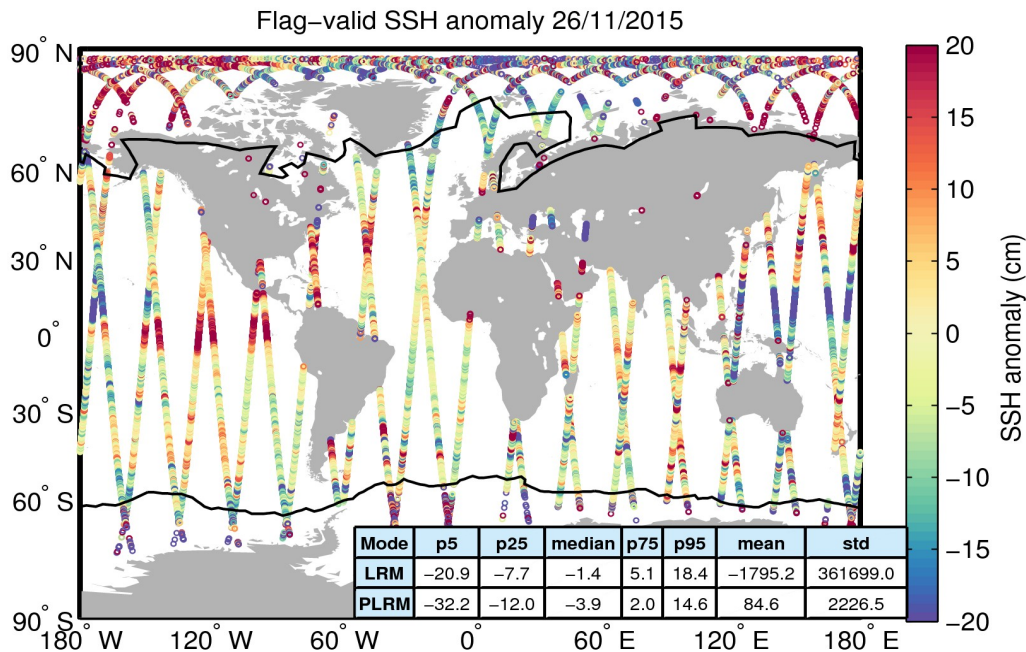 Flag−valid SSH anomaly 26/11/2015
90° N
60° N
30° N
0°
30° S
60° S
90° S
180° W
120° W
60° W
0°
60° E
120° E
180° E
Mode p5 p25 median p75 p95 mean std
LRM −20.9 −7.7 −1.4 5.1 18.4 −1795.2 361699.0
PLRM −32.2 −12.0 −3.9 2.0 14.6 84.6 2226.5
20
15
10
5
0
−5
−10
−15
−20
SSH anomaly (cm)